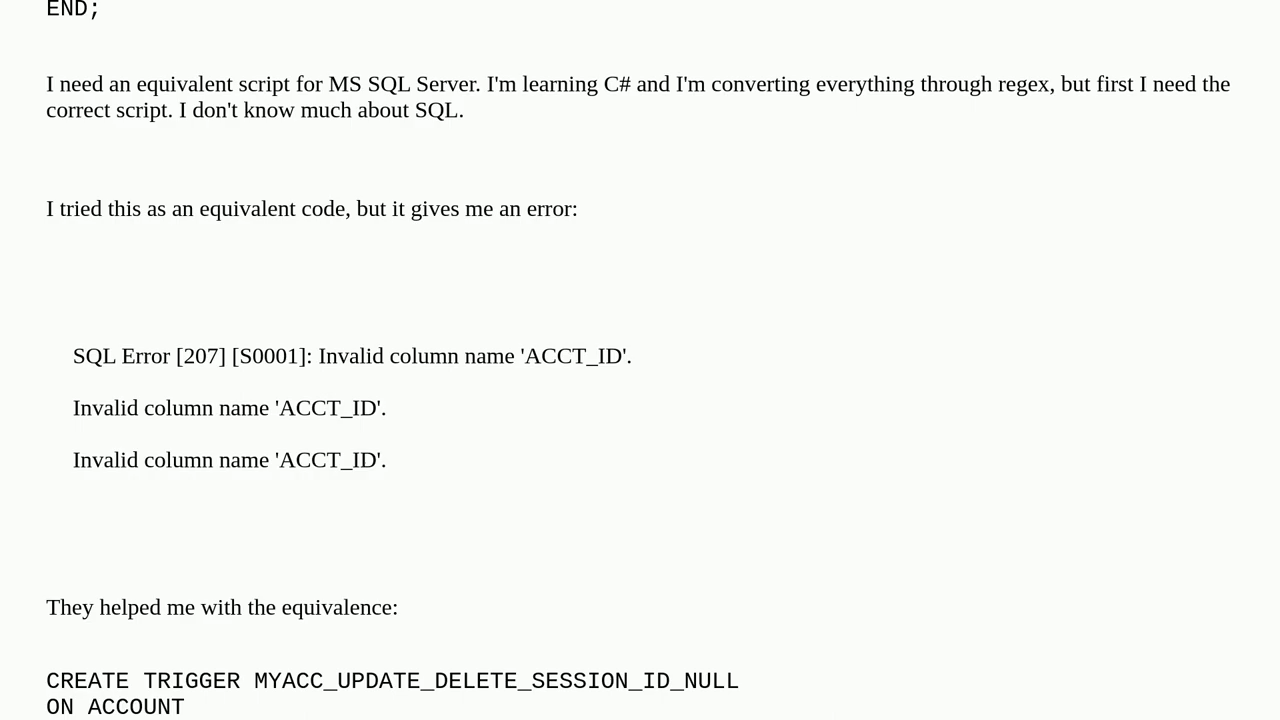 END;
I need an equivalent script for MS SQL Server. I'm learning C# and I'm converting everything through regex, but first I need the
correct script. I don't know much about SQL.
I tried this as an equivalent code, but it gives me an error:
SQL Error [207] [S0001]: Invalid column name 'ACCT_ID'.
Invalid column name 'ACCT_ID'.
Invalid column name 'ACCT_ID'.
They helped me with the equivalence:
CREATE TRIGGER MYACC_UPDATE_DELETE_SESSION_ID_NULL
ON ACCOUNT